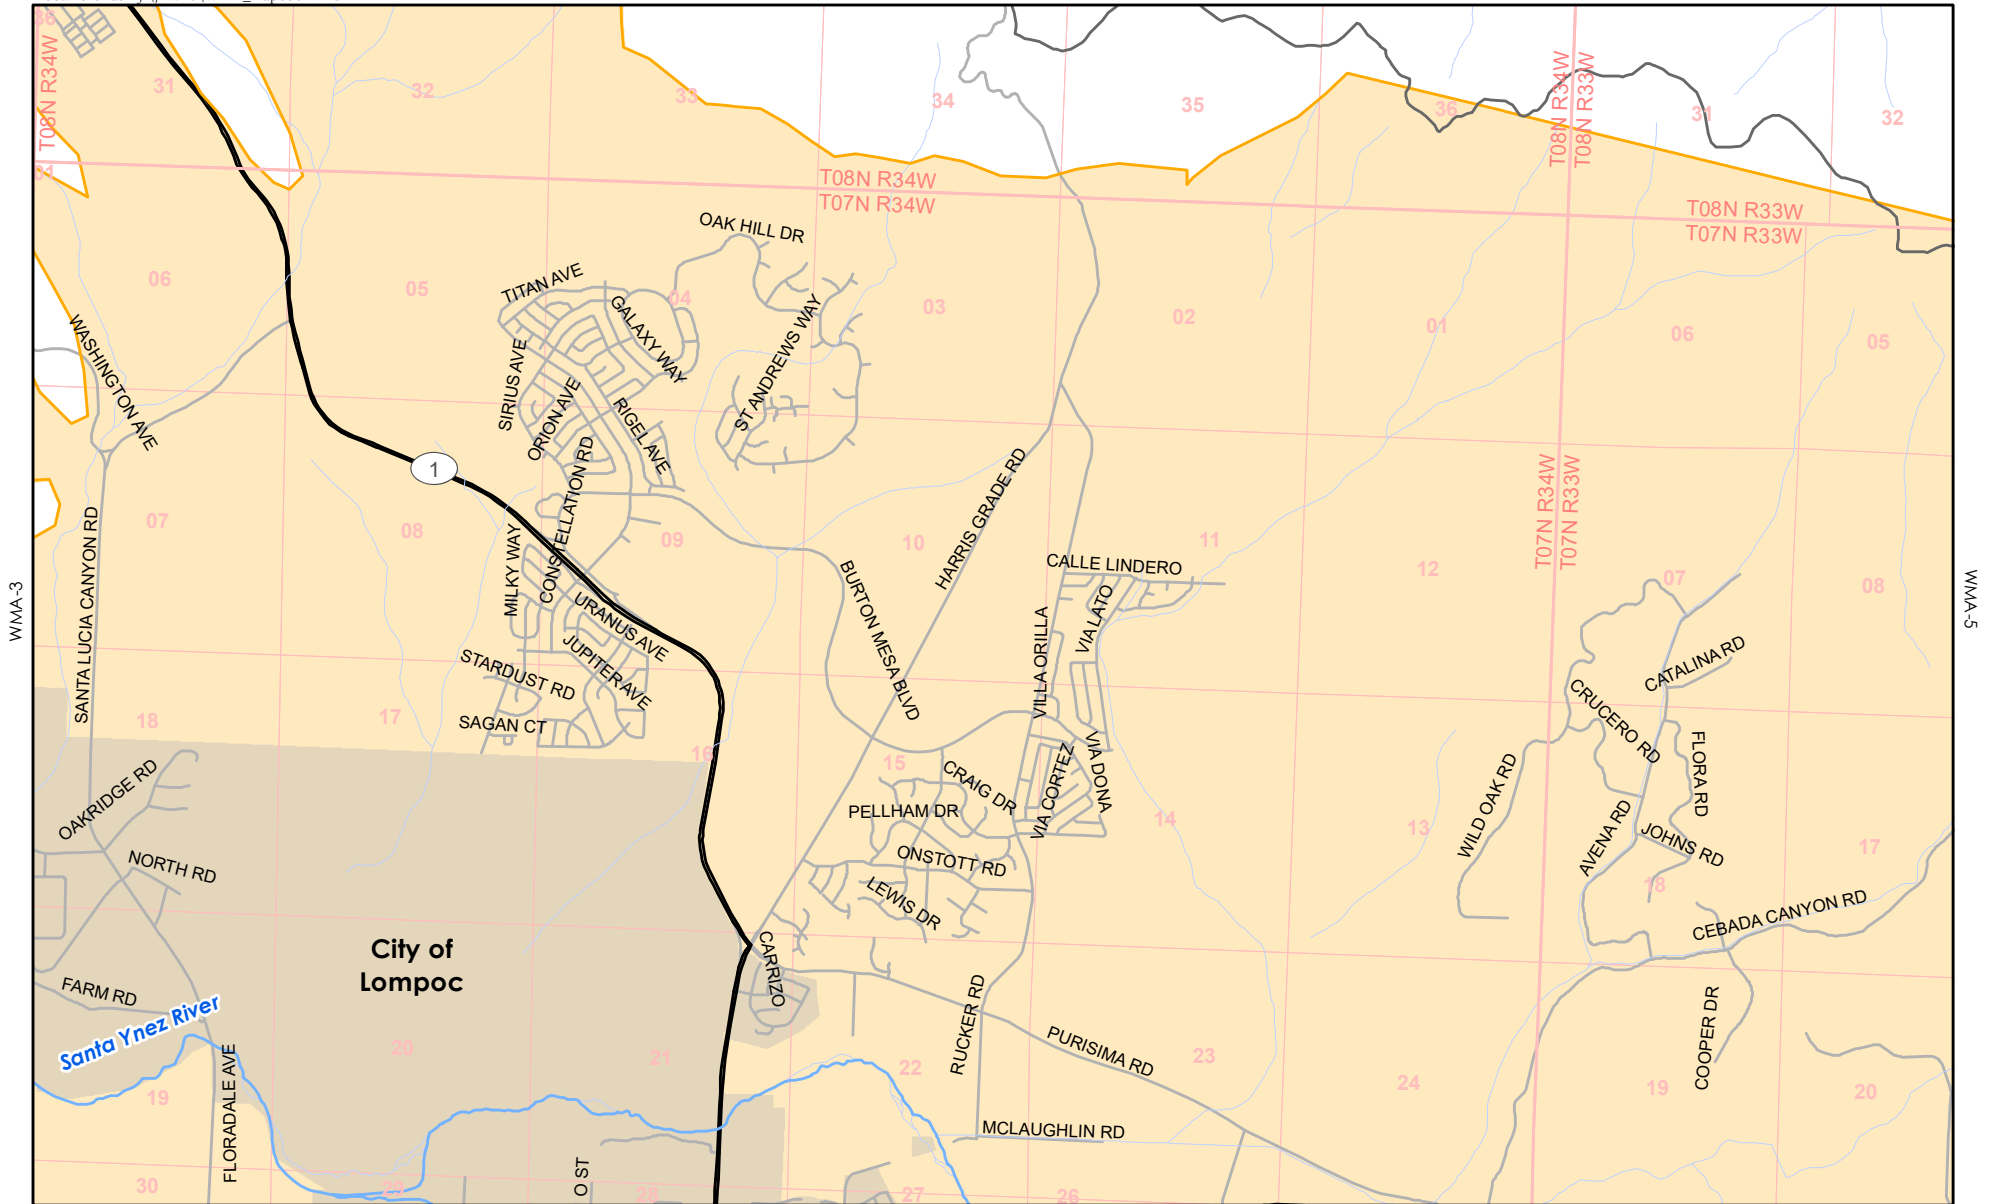 36
T08N R34W
31
32
33
34
35
36
T08N R34W
T08N R33W
31
32
01
T08N R34W
T07N R34W
T08N R33W
T07N R33W
OAK HILL DR
06
05
TITAN AVE
04
GALAXY WAY
03
02
01
06
05
WASHINGTON AVE
SIRIUS AVE
ORION AVE
RIGEL AVE
ST ANDREWS WAY
1
CONSTELLATION RD
HARRIS GRADE RD
T07N R34W
T07N R33W
SANTA LUCIA CANYON RD
07
08
09
10
11
12
07
08
WMA-3
WMA-5
MILKY WAY
URANUS AVE
BURTON MESA BLVD
CALLE LINDERO
VIA LATO
VILLA ORILLA
JUPITER AVE
STARDUST RD
SAGAN CT
CATALINA RD
CRUCERO RD
FLORA RD
18
17
16
15
14
13
18
17
OAKRIDGE RD
CRAIG DR
VIA CORTEZ
VIA DONA
WILD OAK RD
PELLHAM DR
AVENA RD
JOHNS RD
NORTH RD
ONSTOTT RD
LEWIS DR
CEBADA CANYON RD
City of
Lompoc
CARRIZO
FARM RD
Santa Ynez River
RUCKER RD
PURISIMA RD
COOPER DR
FLORADALE AVE
19
20
21
22
23
24
19
20
MCLAUGHLIN RD
O ST
30
29
28
27
26